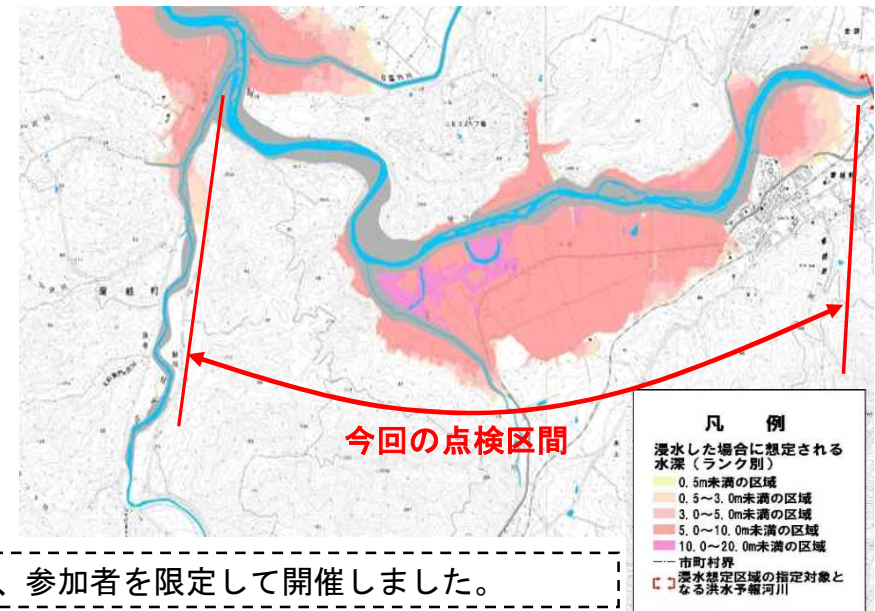 今回の点検区間
凡 例
浸水した場合に想定される
水深（ランク別）
0.5m未満の区域
0.5～3.0m未満の区域
3.0～5.0m未満の区域
5.0～10.0m未満の区域
10.0～20.0m未満の区域
市町村界
浸水想定区域の指定対象と
なる洪水予報河川
、参加者を限定して開催しました。